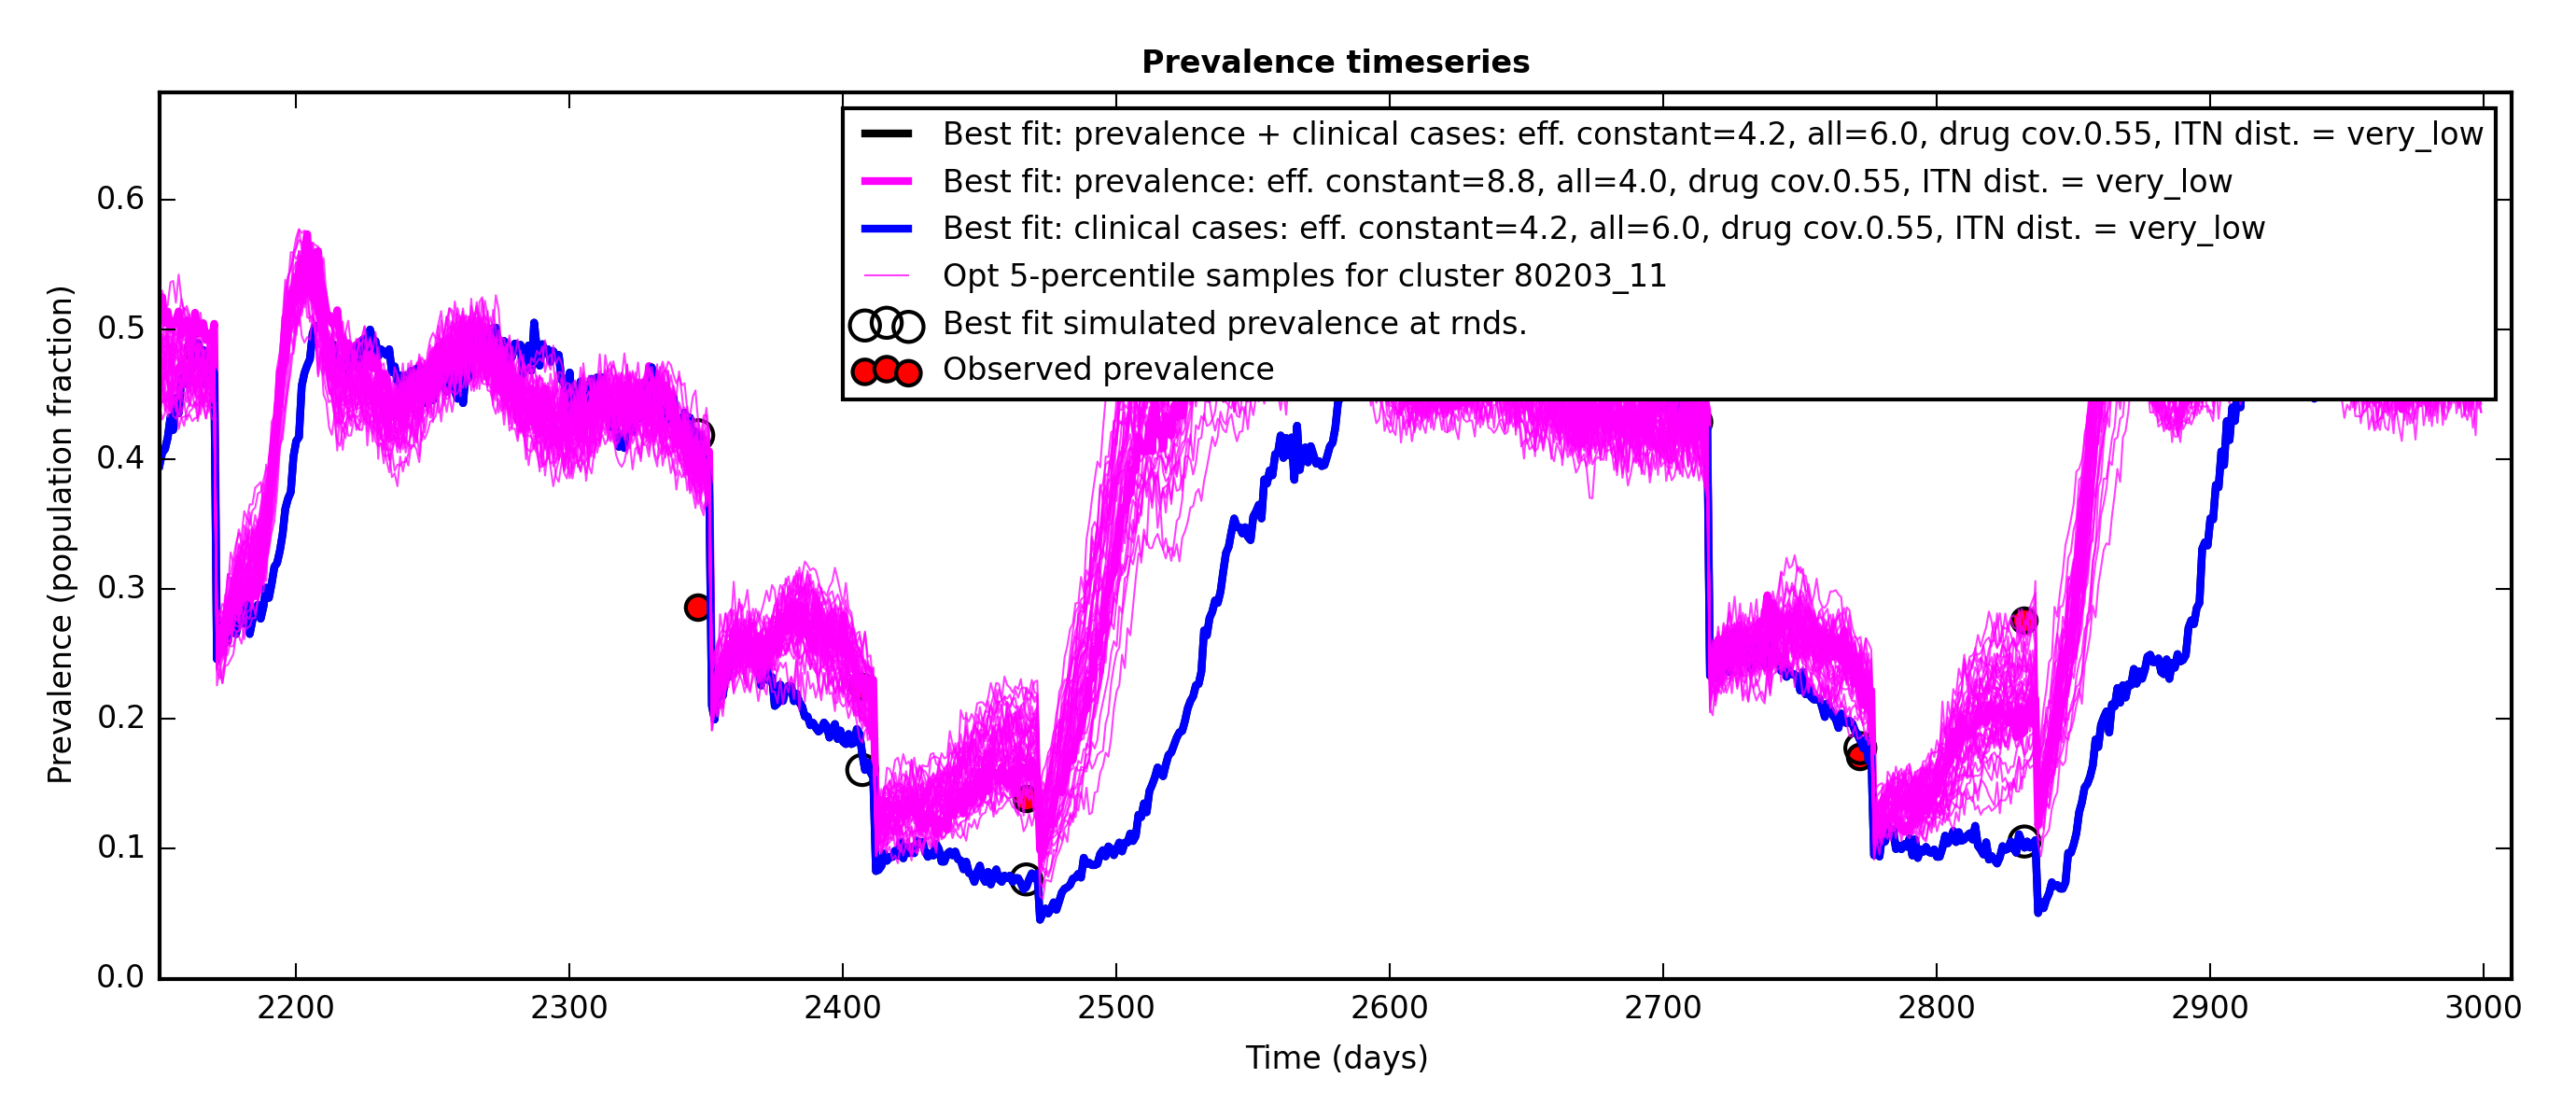 Prevalence timeseries
Best fit: prevalence + clinical cases: eff. constant=4.2, all=6.0, drug cov.0.55, ITN dist. = very_low
Best fit: prevalence: eff. constant=8.8, all=4.0, drug cov.0.55, ITN dist. = very_low
Best fit: clinical cases: eff. constant=4.2, all=6.0, drug cov.0.55, ITN dist. = very_low
Opt 5-percentile samples for cluster 80203_11
Best fit simulated prevalence at rnds.
Observed prevalence
Prevalence (population fraction)
0.6
0.5
0.4
0.3
0.2
0.1
0.0
2200 2300 2400 2500 2600 2700 2800 2900 3000
Time (days)